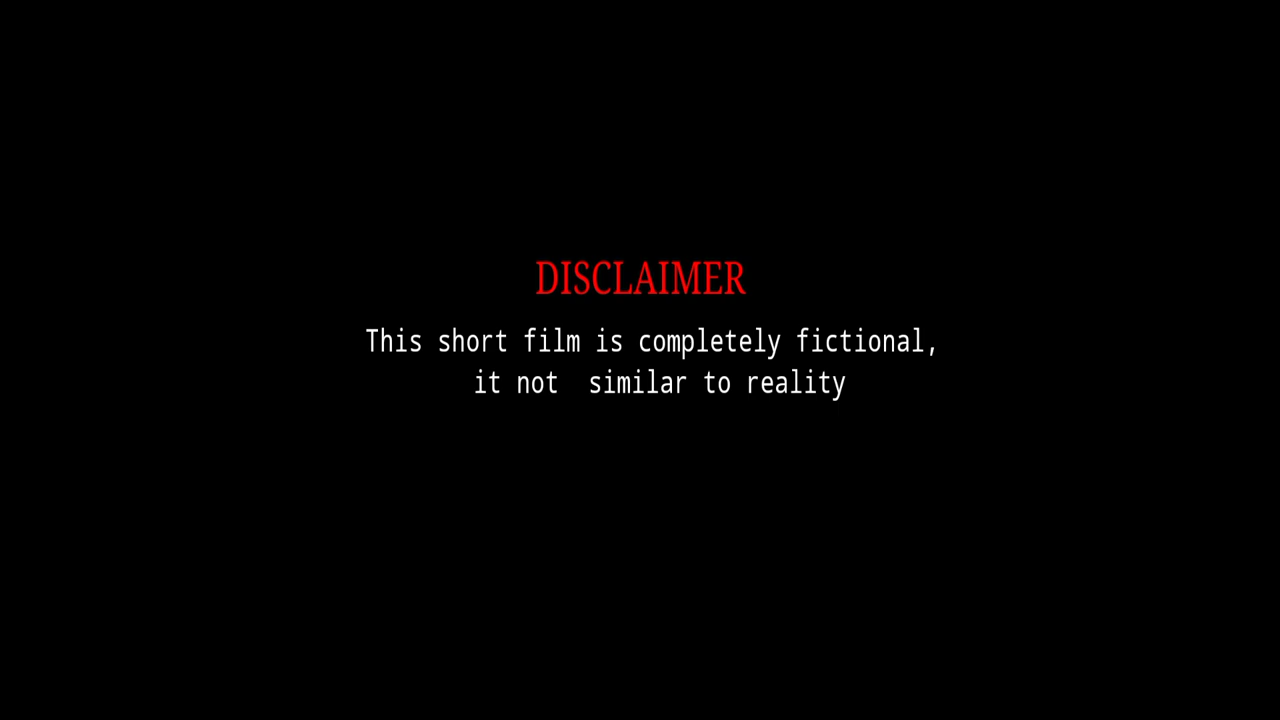 DISCLAIMER
This short film is completely fictional,
it not  similar to reality